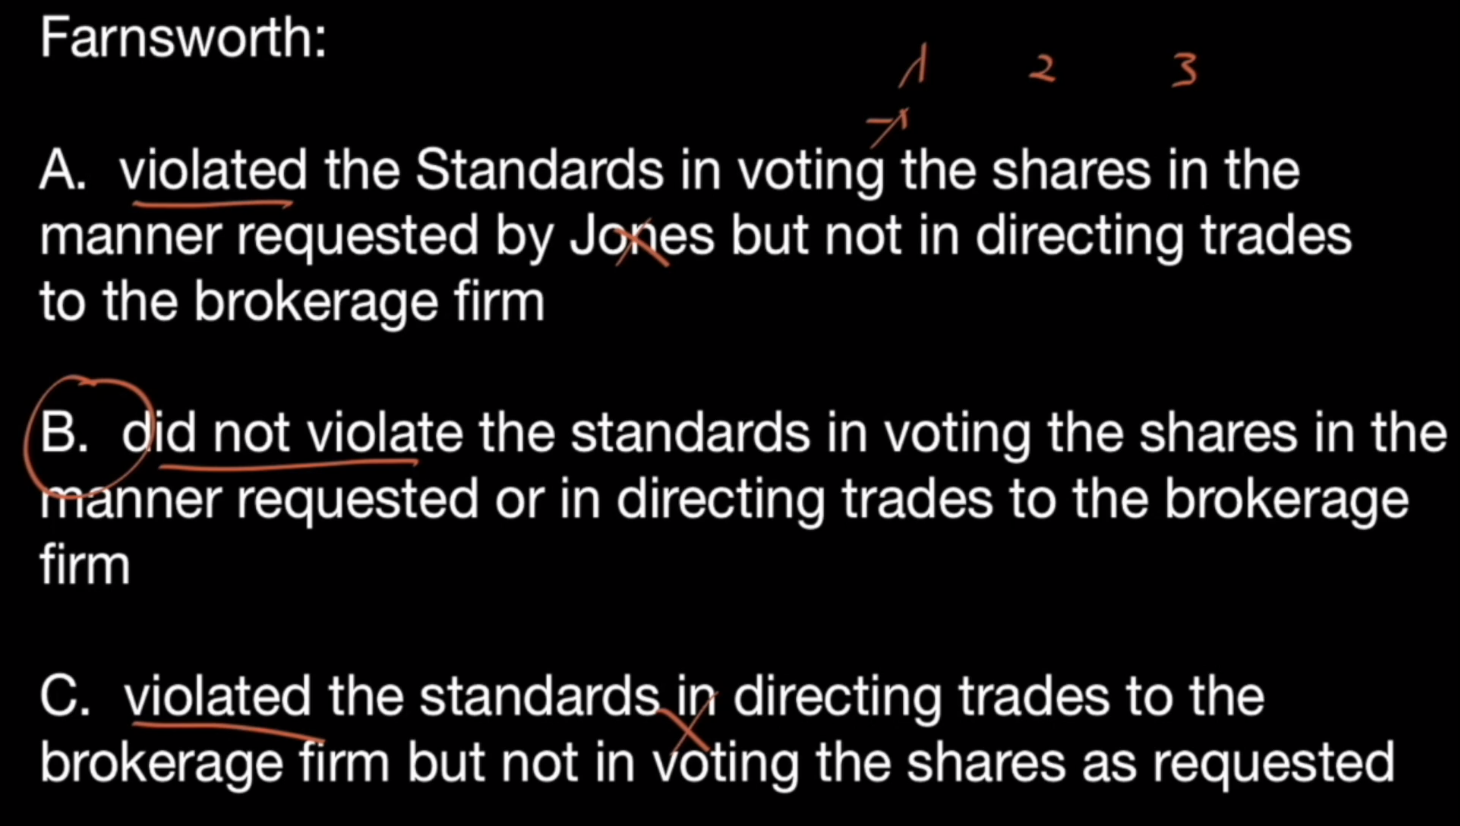 Farnsworth:
1 2 3
A. violated the Standards in voting the shares in the
manner requested by Jones but not in directing trades
to the brokerage firm
B. did not violate the standards in voting the shares in the
manner requested or in directing trades to the brokerage
firm
C. violated the standards in directing trades to the
brokerage firm but not in voting the shares as requested